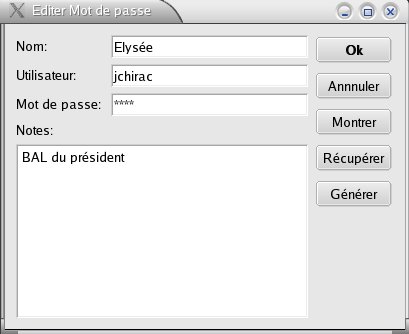 Editer Mot de passe
Nom: Elysée
Ok
Utilisateur: jchirac
Annnuler
Mot de passe: ****
Montrer
Notes:
Récupérer
BAL du président
Générer